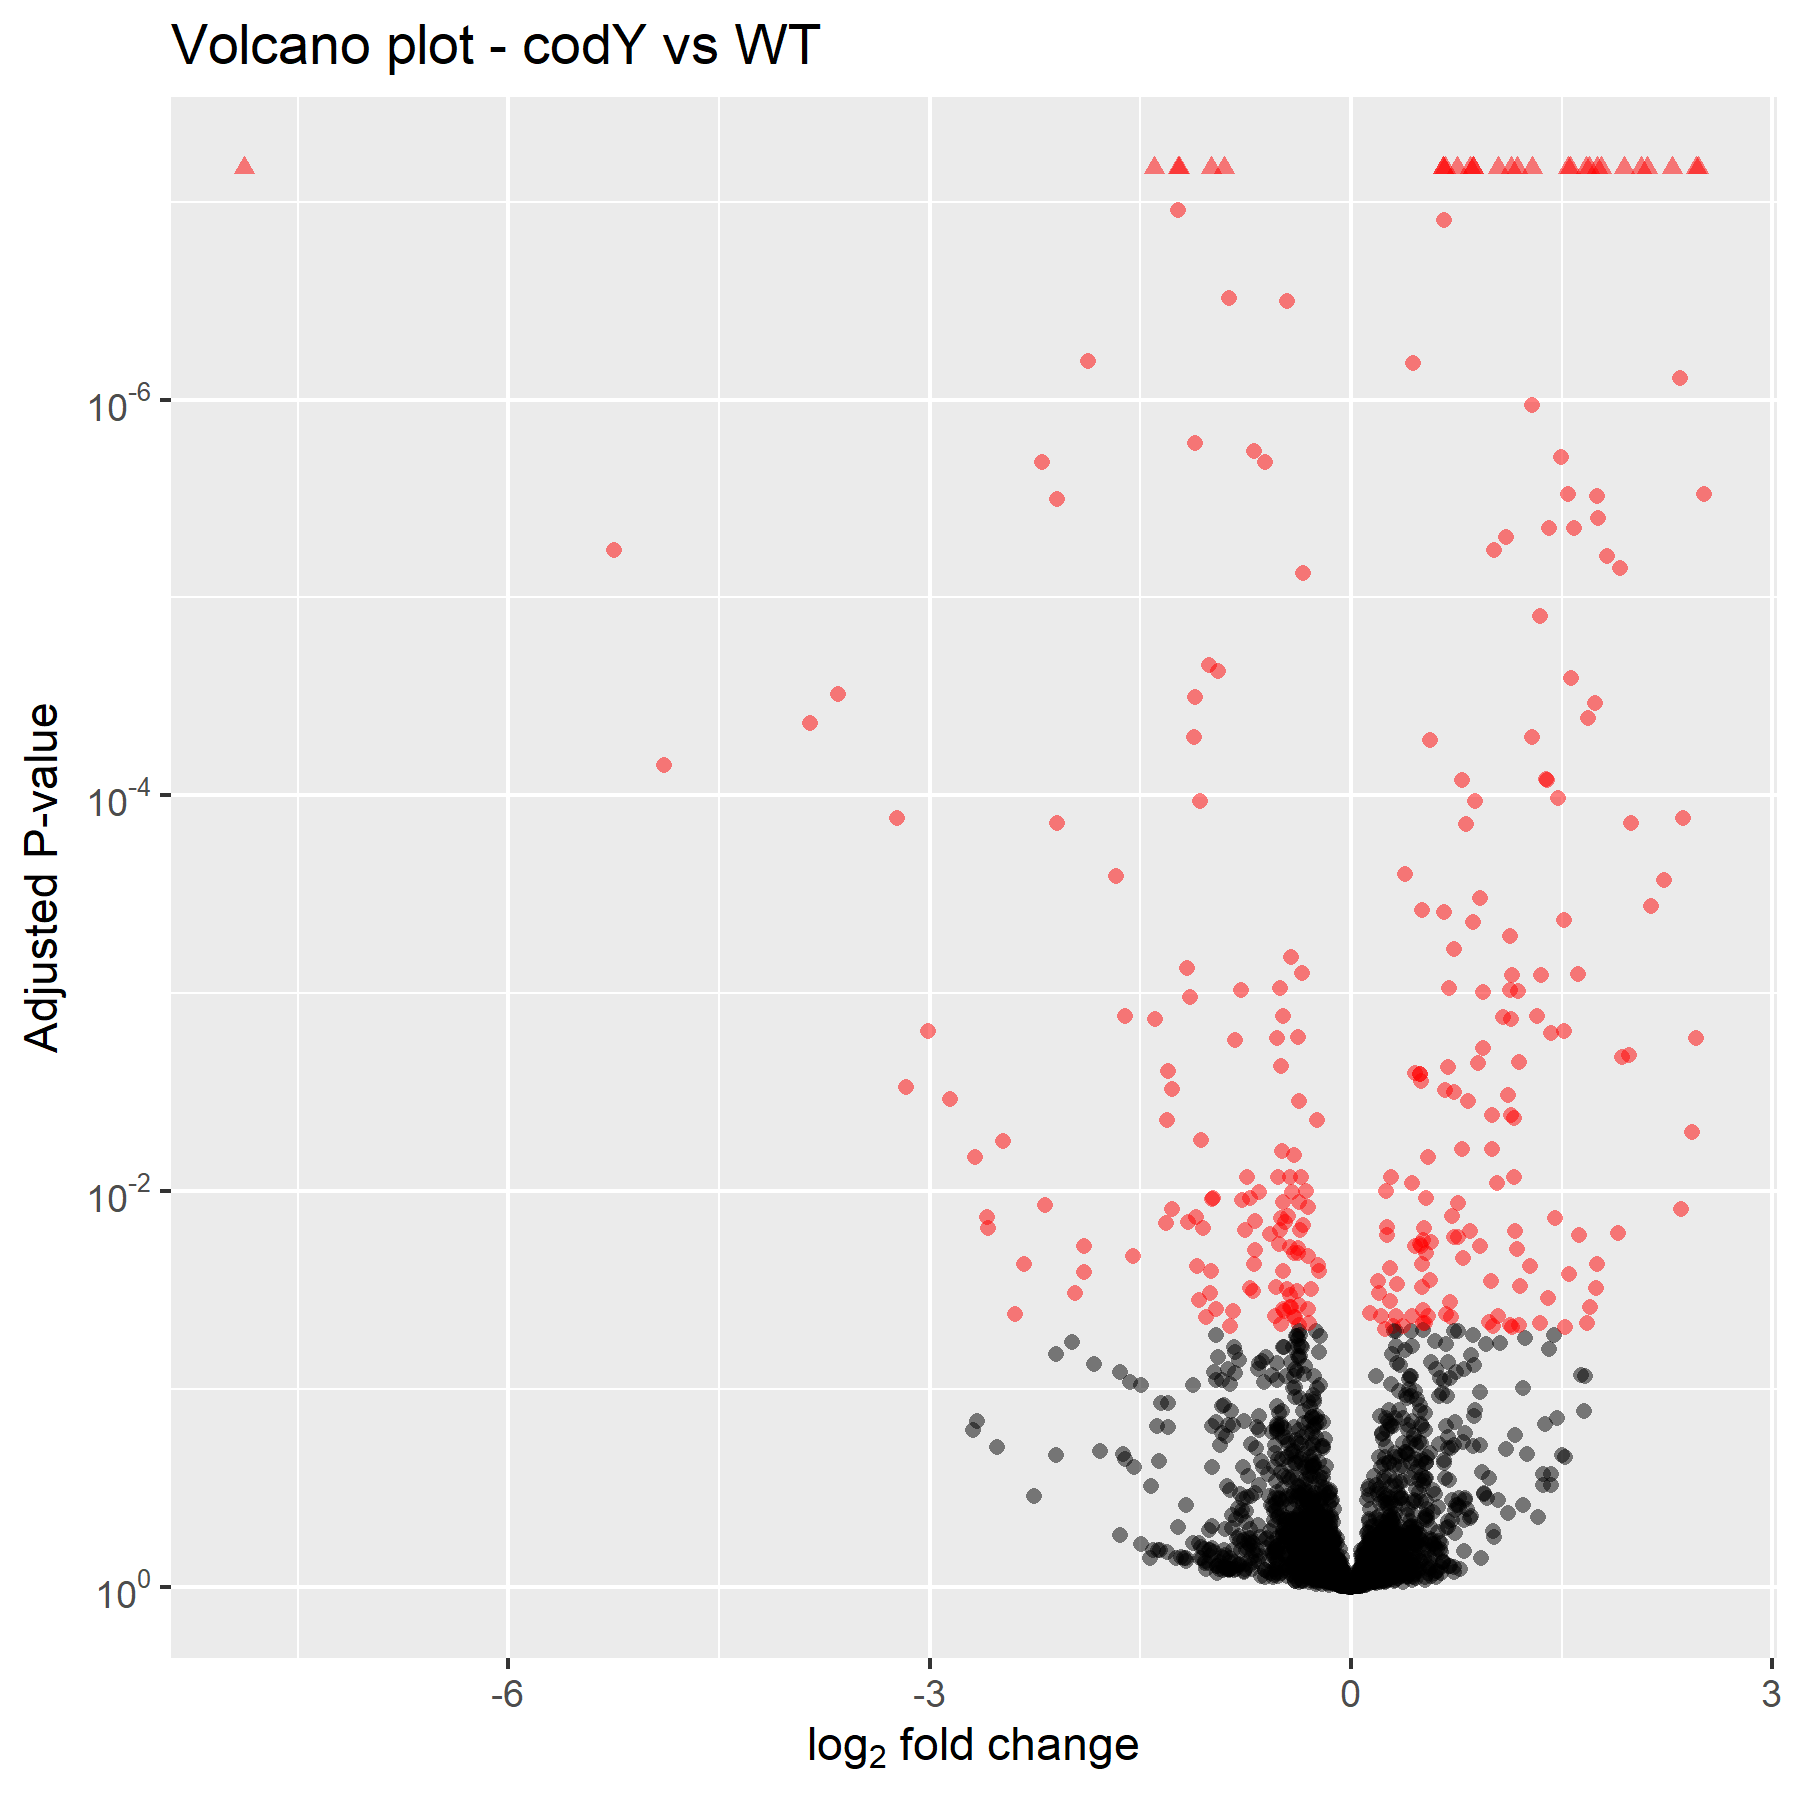 Volcano plot - codY vs WT
Adjusted P-value
10⁻⁶
10⁻⁴
10⁻²
10⁰
-6 -3 0 3
log₂ fold change